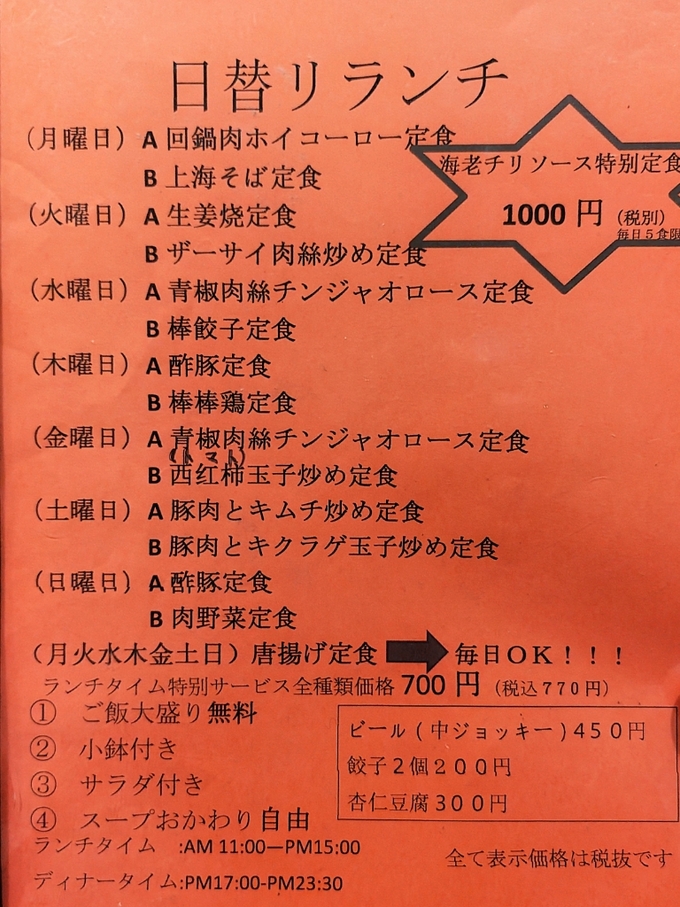 日替リランチ
(月曜日) A 回鍋肉ホイコーロー定食
B 上海そば定食
海老チリソース特別定食
1000 円 (税別)
毎日5食限
(火曜日) A 生姜焼定食
B ザーサイ肉絲炒め定食
(水曜日) A 青椒肉絲チンジャオロース定食
B 棒餃子定食
(木曜日) A 酢豚定食
B 棒棒鶏定食
(金曜日) A 青椒肉絲チンジャオロース定食
(トマト)
B 西红柿玉子炒め定食
(土曜日) A 豚肉とキムチ炒め定食
B 豚肉とキクラゲ玉子炒め定食
(日曜日) A 酢豚定食
B 肉野菜定食
(月火水木金土日) 唐揚げ定食 ➡ 毎日OK!!!
ランチタイム特別サービス全種類価格 700 円 (税込770円)
① ご飯大盛り無料
② 小鉢付き
③ サラダ付き
④ スープおかわり自由
ビール(中ジョッキー)450円
餃子2個200円
杏仁豆腐300円
ランチタイム :AM 11:00—PM15:00
ディナータイム:PM17:00-PM23:30
全て表示価格は税抜です